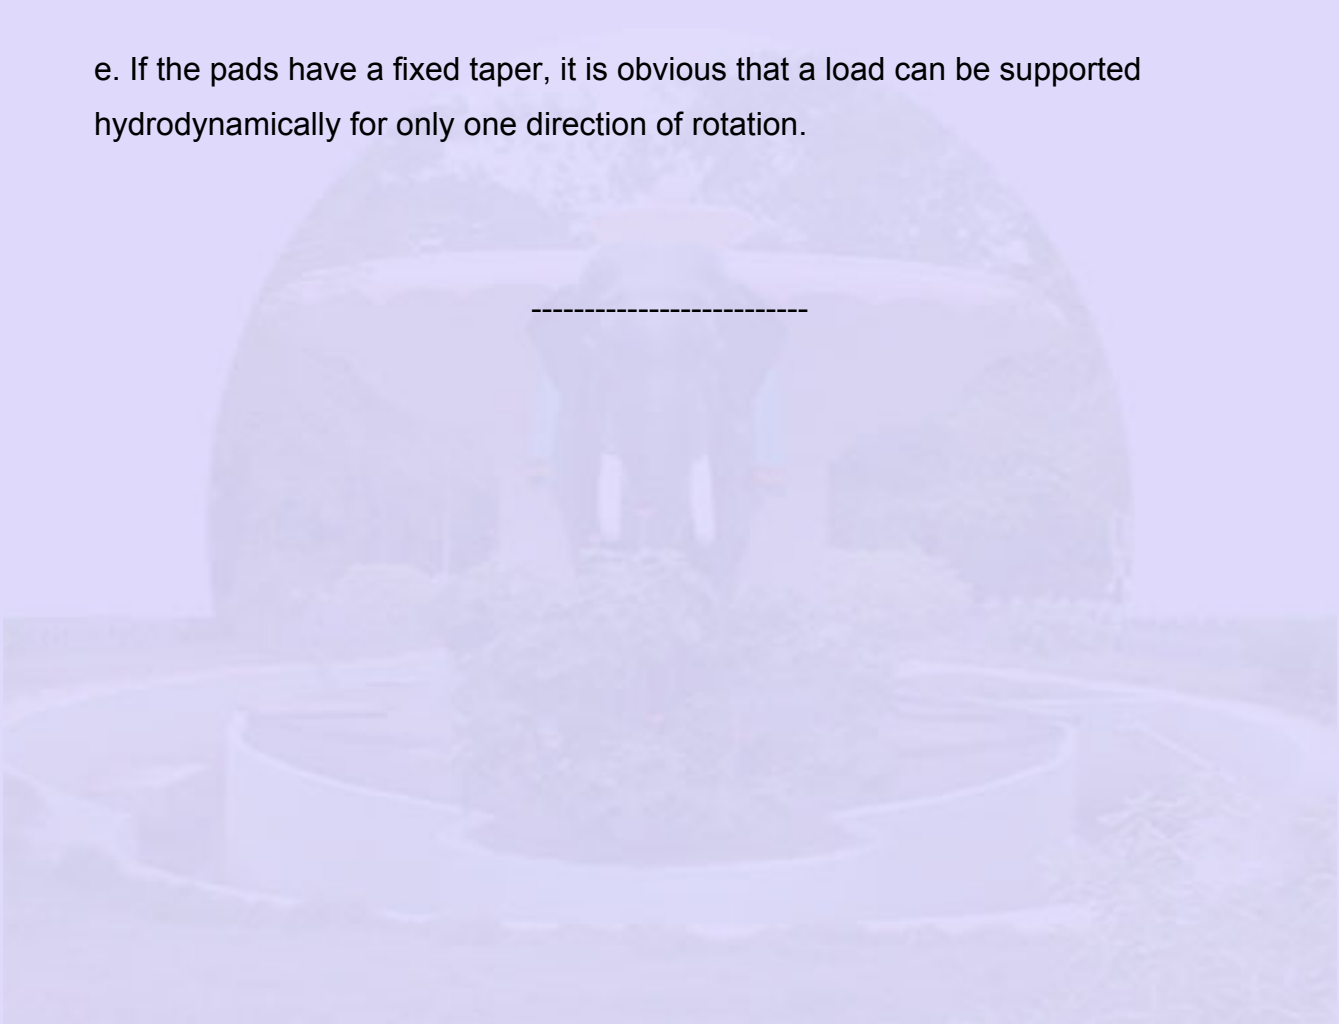 e. If the pads have a fixed taper, it is obvious that a load can be supported
hydrodynamically for only one direction of rotation.
--------------------------